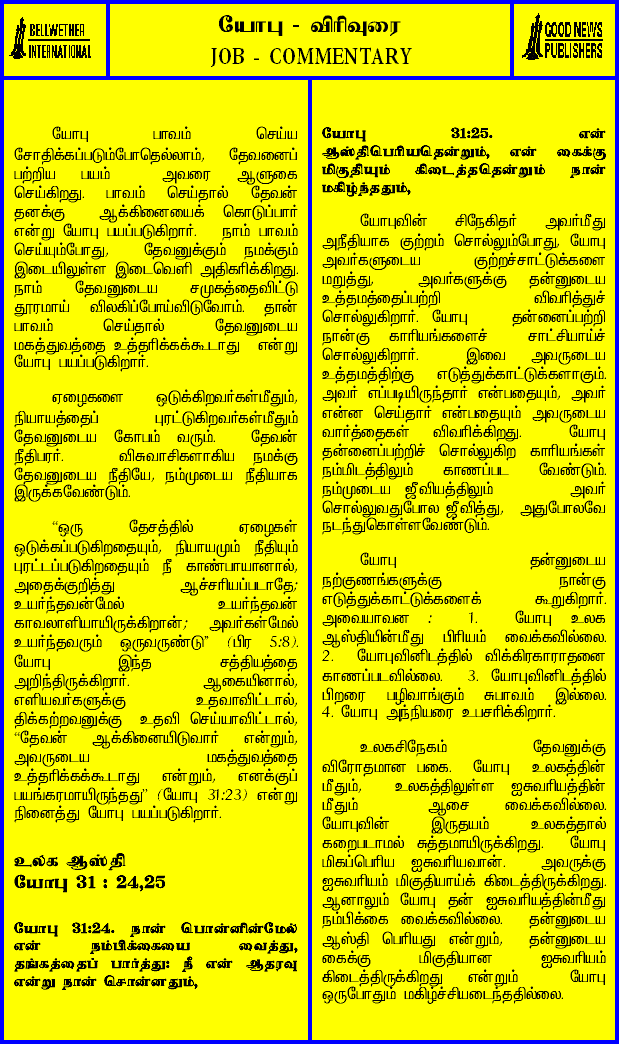 BELLWETHER
INTERNATIONAL
யோபு - விரிவுரை
JOB - COMMENTARY
GOOD NEWS
PUBLISHERS
யோபு பாவம் செய்ய
சோதிக்கப்படும்போதெல்லாம், தேவனைப்
பற்றிய பயம் அவரை ஆளுகை
செய்கிறது. பாவம் செய்தால் தேவன்
தனக்கு ஆக்கினையைக் கொடுப்பார்
என்று யோபு பயப்படுகிறார். நாம் பாவம்
செய்யும்போது, தேவனுக்கும் நமக்கும்
இடையிலுள்ள இடைவெளி அதிகரிக்கிறது.
நாம் தேவனுடைய சமுகத்தைவிட்டு
தூரமாய் விலகிப்போய்விடுவோம். தான்
பாவம் செய்தால் தேவனுடைய
மகத்துவத்தை உத்தரிக்கக்கூடாது என்று
யோபு பயப்படுகிறார்.
ஏழைகளை ஒடுக்கிறவர்கள்மீதும்,
நியாயத்தைப் புரட்டுகிறவர்கள்மீதும்
தேவனுடைய கோபம் வரும். தேவன்
நீதிபரர். விசுவாசிகளாகிய நமக்கு
தேவனுடைய நீதியே, நம்முடைய நீதியாக
இருக்கவேண்டும்.
“ஒரு தேசத்தில் ஏழைகள்
ஒடுக்கப்படுகிறதையும், நியாயமும் நீதியும்
புரட்டப்படுகிறதையும் நீ காண்பாயானால்,
அதைக்குறித்து ஆச்சரியப்படாதே;
உயர்ந்தவன்மேல் உயர்ந்தவன்
காவலாளியாயிருக்கிறான்; அவர்கள்மேல்
உயர்ந்தவரும் ஒருவருண்டு” (பிர 5:8).
யோபு இந்த சத்தியத்தை
அறிந்திருக்கிறார். ஆகையினால்,
எளியவர்களுக்கு உதவாவிட்டால்,
திக்கற்றவனுக்கு உதவி செய்யாவிட்டால்,
“தேவன் ஆக்கினையிடுவார் என்றும்,
அவருடைய மகத்துவத்தை
உத்தரிக்கக்கூடாது என்றும், எனக்குப்
பயங்கரமாயிருந்தது” (யோபு 31:23) என்று
நினைத்து யோபு பயப்படுகிறார்.
உலக ஆஸ்தி
யோபு 31 : 24,25
யோபு 31:24. நான் பொன்னின்மேல்
என் நம்பிக்கையை வைத்து,
தங்கத்தைப் பார்த்து: நீ என் ஆதரவு
என்று நான் சொன்னதும்,
யோபு 31:25. என்
ஆஸ்திபெரியதென்றும், என் கைக்கு
மிகுதியும் கிடைத்ததென்றும் நான்
மகிழ்ந்ததும்,
யோபுவின் சிநேகிதர் அவர்மீது
அநீதியாக குற்றம் சொல்லும்போது, யோபு
அவர்களுடைய குற்றச்சாட்டுக்களை
மறுத்து, அவர்களுக்கு தன்னுடைய
உத்தமத்தைப்பற்றி விவரித்துச்
சொல்லுகிறார். யோபு தன்னைப்பற்றி
நான்கு காரியங்களைச் சாட்சியாய்ச்
சொல்லுகிறார். இவை அவருடைய
உத்தமத்திற்கு எடுத்துக்காட்டுக்களாகும்.
அவர் எப்படியிருந்தார் என்பதையும், அவர்
என்ன செய்தார் என்பதையும் அவருடைய
வார்த்தைகள் விவரிக்கிறது. யோபு
தன்னைப்பற்றிச் சொல்லுகிற காரியங்கள்
நம்மிடத்திலும் காணப்பட வேண்டும்.
நம்முடைய ஜீவியத்திலும் அவர்
சொல்லுவதுபோல ஜீவித்து, அதுபோலவே
நடந்துகொள்ளவேண்டும்.
யோபு தன்னுடைய
நற்குணங்களுக்கு நான்கு
எடுத்துக்காட்டுக்களைக் கூறுகிறார்.
அவையாவன : 1. யோபு உலக
ஆஸ்தியின்மீது பிரியம் வைக்கவில்லை.
2. யோபுவினிடத்தில் விக்கிரகாராதனை
காணப்படவில்லை. 3. யோபுவினிடத்தில்
பிறரை பழிவாங்கும் சுபாவம் இல்லை.
4. யோபு அந்நியரை உபசரிக்கிறார்.
உலகசிநேகம் தேவனுக்கு
விரோதமான பகை. யோபு உலகத்தின்
மீதும், உலகத்திலுள்ள ஐசுவரியத்தின்
மீதும் ஆசை வைக்கவில்லை.
யோபுவின் இருதயம் உலகத்தால்
கறைபடாமல் சுத்தமாயிருக்கிறது. யோபு
மிகப்பெரிய ஐசுவரியவான். அவருக்கு
ஐசுவரியம் மிகுதியாய்க் கிடைத்திருக்கிறது.
ஆனாலும் யோபு தன் ஐசுவரியத்தின்மீது
நம்பிக்கை வைக்கவில்லை. தன்னுடைய
ஆஸ்தி பெரியது என்றும், தன்னுடைய
கைக்கு மிகுதியான ஐசுவரியம்
கிடைத்திருக்கிறது என்றும் யோபு
ஒருபோதும் மகிழ்ச்சியடைந்ததில்லை.